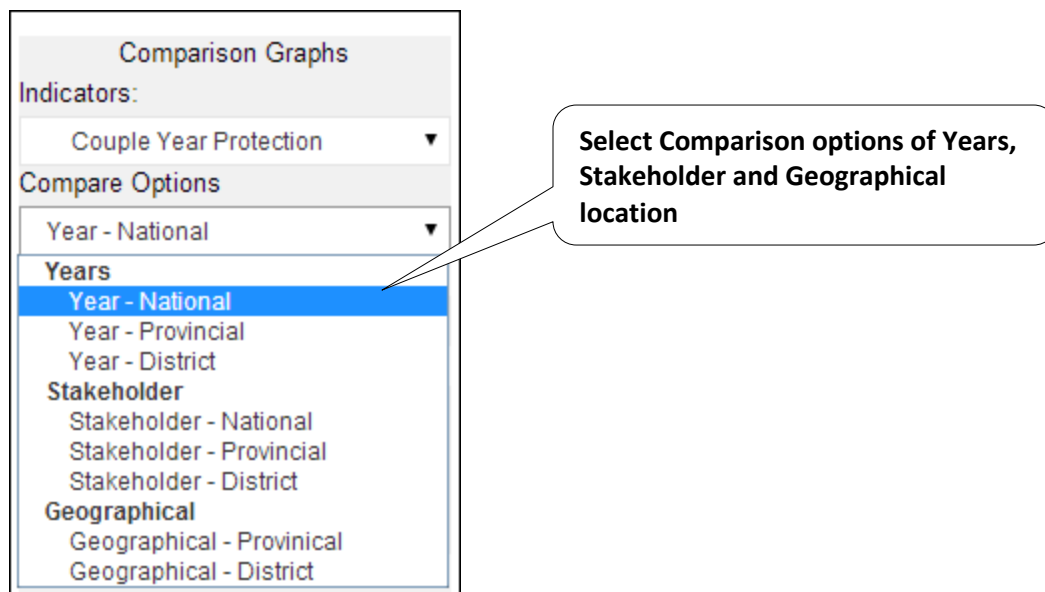 Comparison Graphs
Indicators:
Couple Year Protection
Compare Options
Year - National
Years
Year - National
Year - Provincial
Year - District
Stakeholder
Stakeholder - National
Stakeholder - Provincial
Stakeholder - District
Geographical
Geographical - Provinical
Geographical - District
Select Comparison options of Years,
Stakeholder and Geographical
location